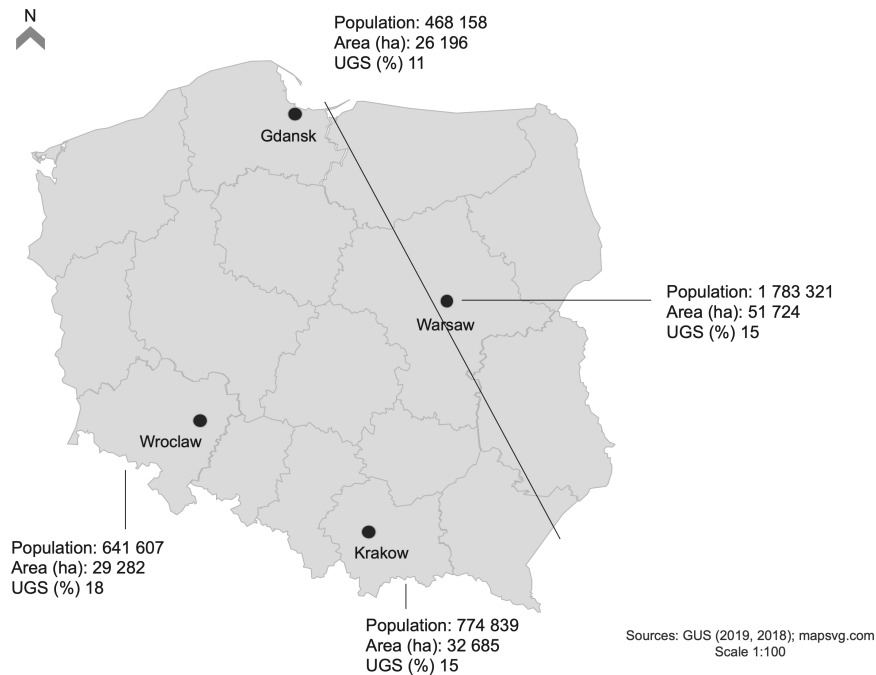 N
Population: 468 158
Area (ha): 26 196
UGS (%) 11
Gdansk
Population: 1 783 321
Area (ha): 51 724
UGS (%) 15
Warsaw
Wroclaw
Population: 641 607
Area (ha): 29 282
UGS (%) 18
Krakow
Population: 774 839
Area (ha): 32 685
UGS (%) 15
Sources: GUS (2019, 2018); mapsvg.com
Scale 1:100